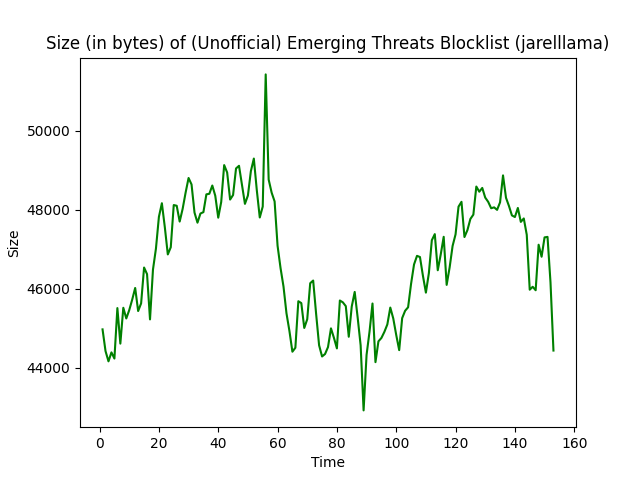 Size (in bytes) of (Unofficial) Emerging Threats Blocklist (jarelllama)
50000
48000
46000
44000
Size
0 20 40 60 80 100 120 140 160
Time